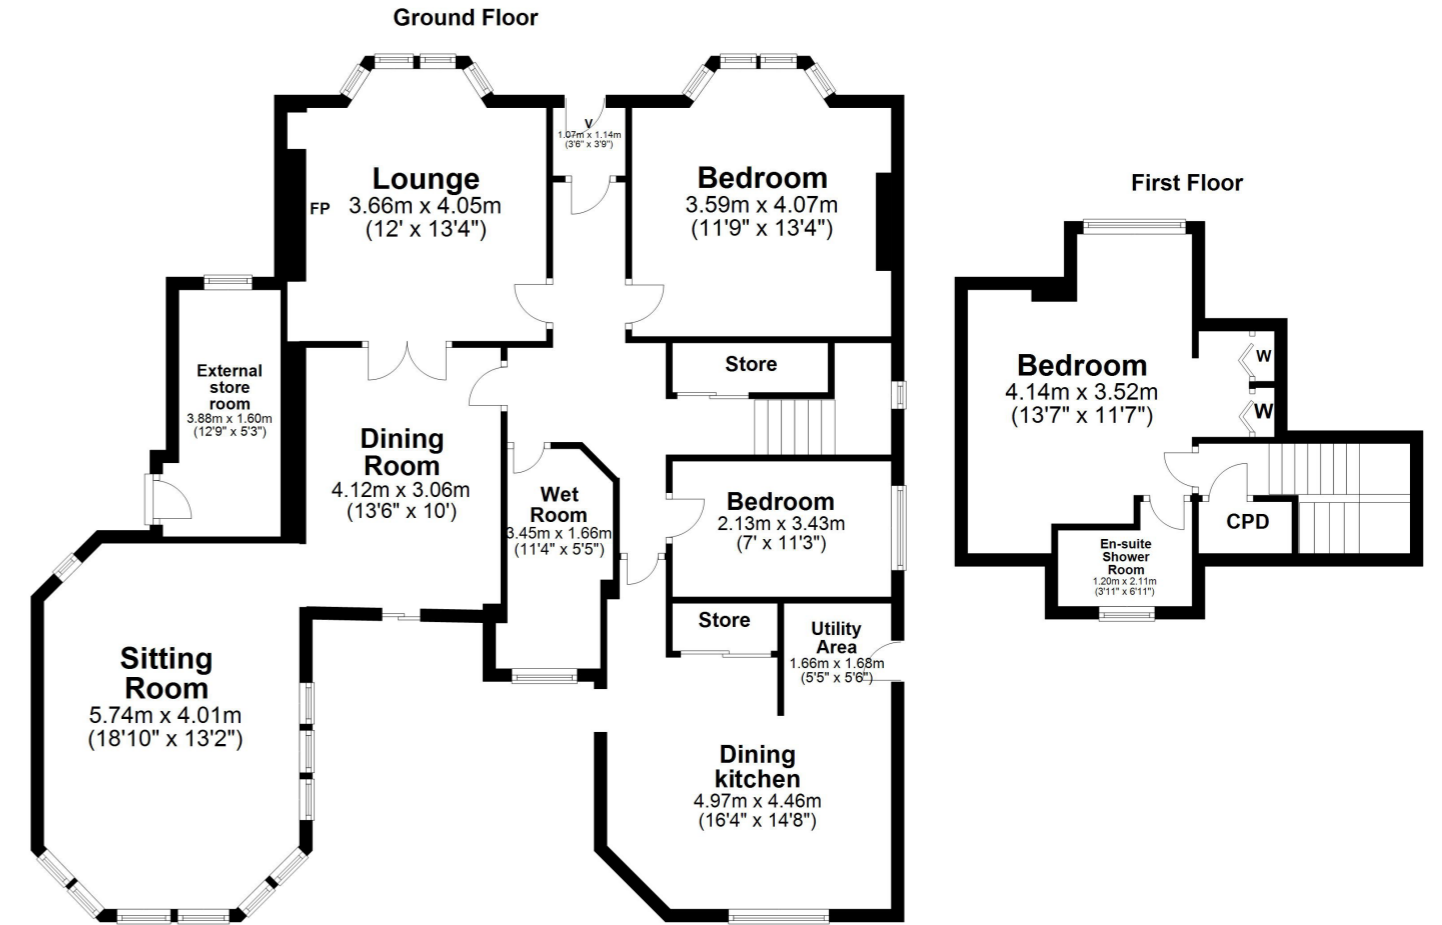 Ground Floor
V
1.07m x 1.14m
(3'6" x 3'9")
Lounge
3.66m x 4.05m
(12' x 13'4")
FP
Bedroom
3.59m x 4.07m
(11'9" x 13'4")
External
store
room
3.88m x 1.60m
(12'9" x 5'3")
Store
Dining
Room
4.12m x 3.06m
(13'6" x 10')
Wet
Room
3.45m x 1.66m
(11'4" x 5'5")
Bedroom
2.13m x 3.43m
(7' x 11'3")
Store
Utility
Area
1.66m x 1.68m
(5'5" x 5'6")
Sitting
Room
5.74m x 4.01m
(18'10" x 13'2")
Dining
kitchen
4.97m x 4.46m
(16'4" x 14'8")
First Floor
Bedroom
4.14m x 3.52m
(13'7" x 11'7")
W
W
CPD
En-suite
Shower
Room
1.20m x 2.11m
(3'11" x 6'11")